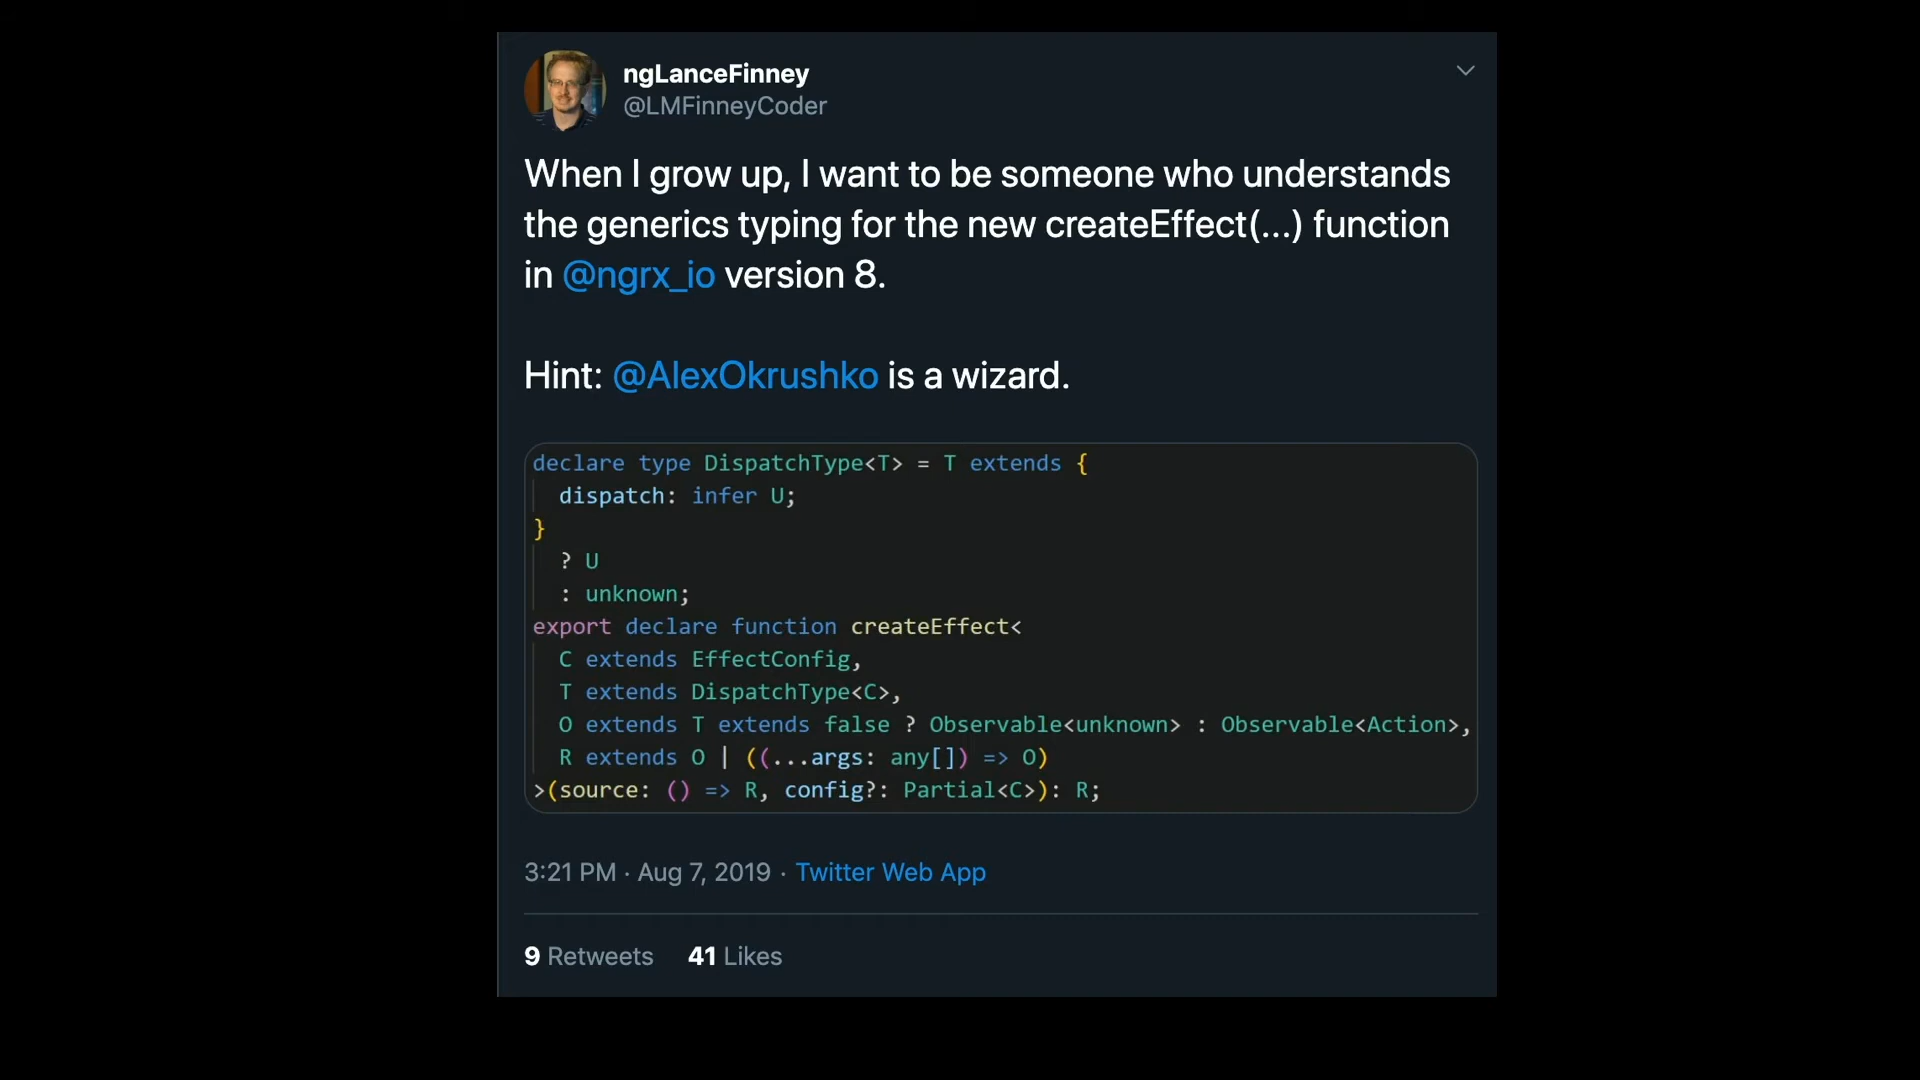 ngLanceFinney
@LMFinneyCoder
When I grow up, I want to be someone who understands
the generics typing for the new createEffect(...) function
in @ngrx_io version 8.
Hint: @AlexOkrushko is a wizard.
declare type DispatchType<T> = T extends {
dispatch: infer U;
}
? U
: unknown;
export declare function createEffect<
C extends EffectConfig,
T extends DispatchType<C>,
O extends T extends false ? Observable<unknown> : Observable<Action>,
R extends O | ((...args: any[]) => O)
>(source: () => R, config?: Partial<C>): R;
3:21 PM · Aug 7, 2019 · Twitter Web App
9 Retweets 41 Likes